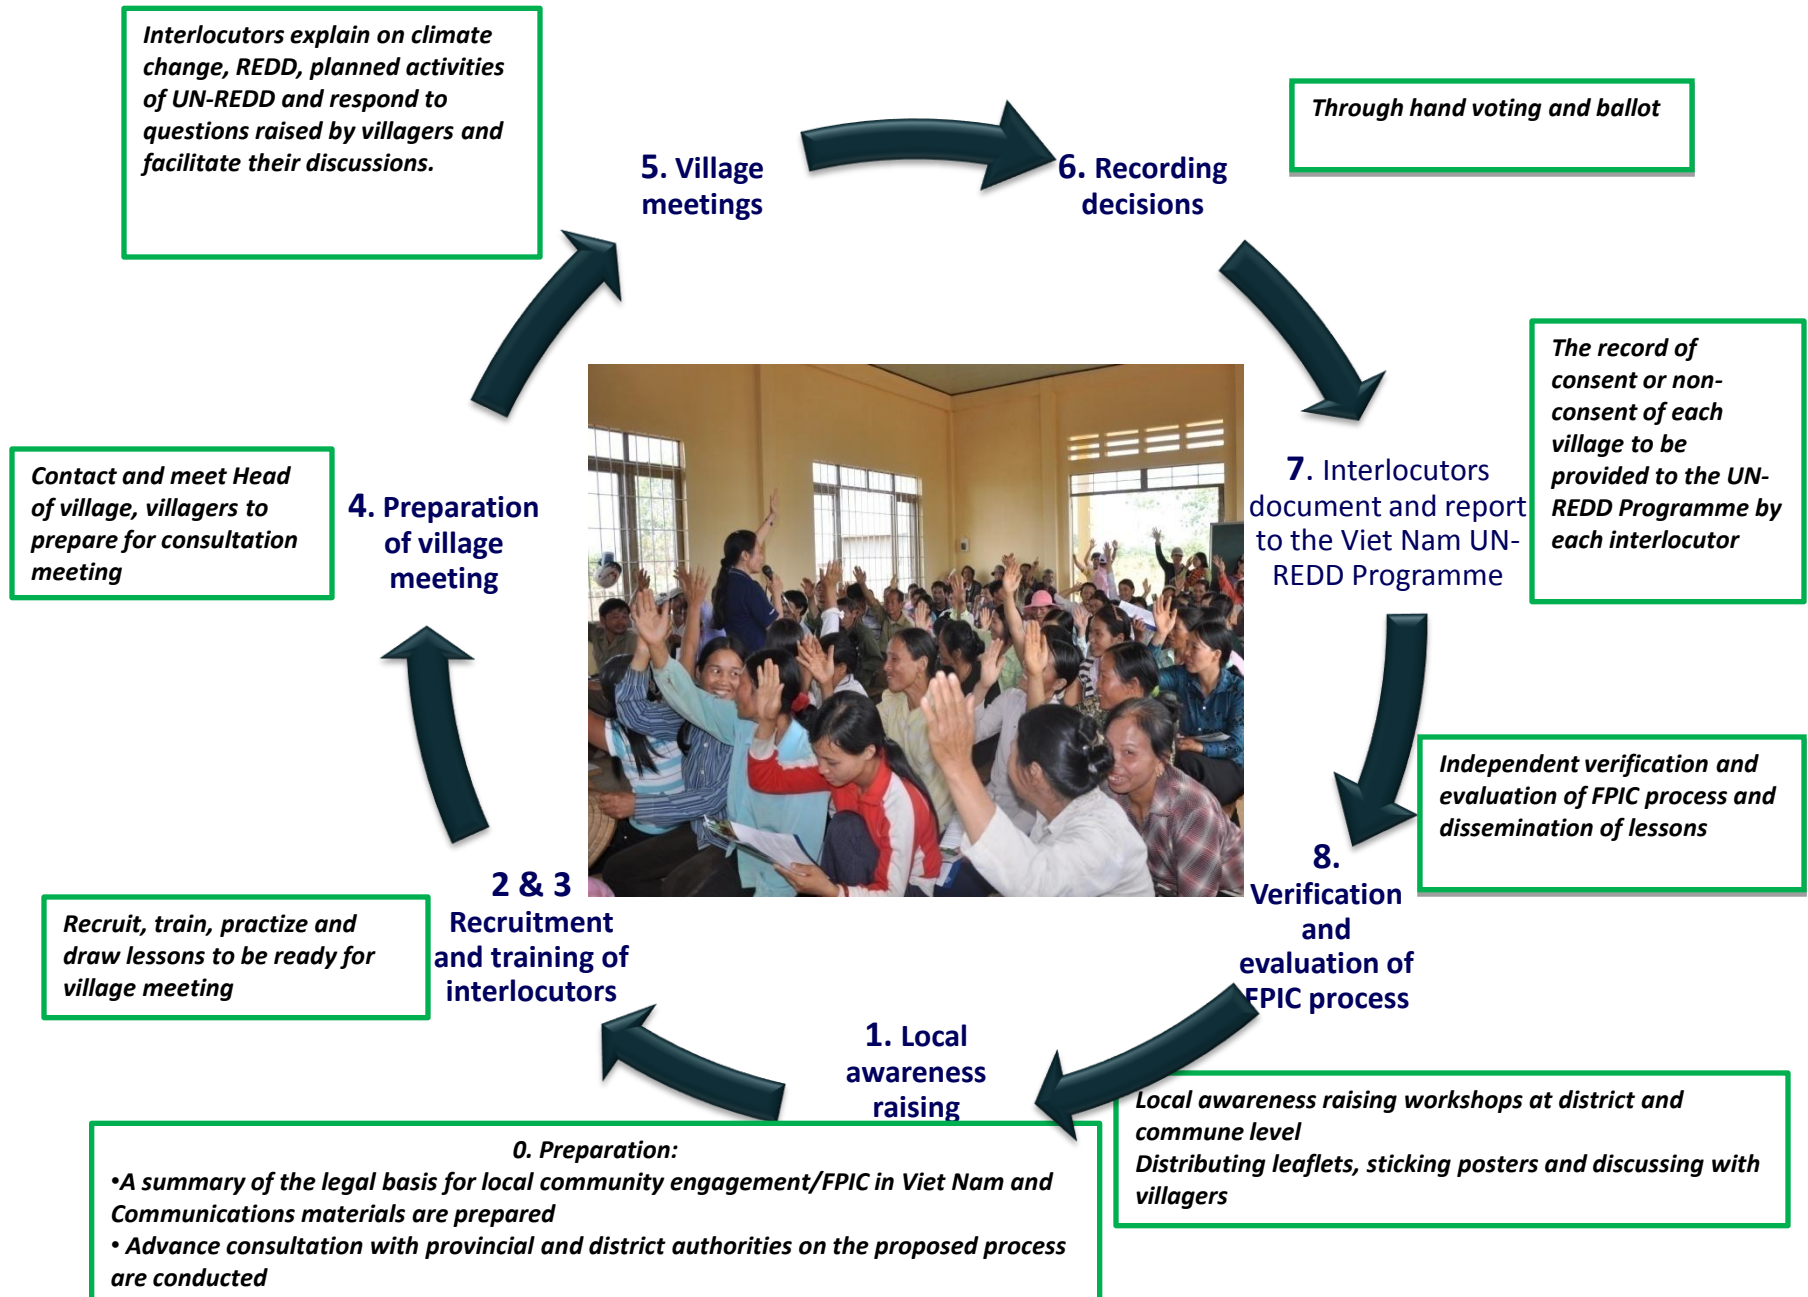 Interlocutors explain on climate
change, REDD, planned activities
of UN-REDD and respond to
questions raised by villagers and
facilitate their discussions.
5. Village
meetings
6. Recording
decisions
Through hand voting and ballot
The record of
consent or non-
consent of each
village to be
provided to the UN-
REDD Programme by
each interlocutor
7. Interlocutors
document and report
to the Viet Nam UN-
REDD Programme
Contact and meet Head
of village, villagers to
prepare for consultation
meeting
4. Preparation
of village
meeting
Independent verification and
evaluation of FPIC process and
dissemination of lessons
8.
Verification
and
evaluation of
FPIC process
2 & 3
Recruitment
and training of
interlocutors
Recruit, train, practize and
draw lessons to be ready for
village meeting
1. Local
awareness
raising
Local awareness raising workshops at district and
commune level
Distributing leaflets, sticking posters and discussing with
villagers
0. Preparation:
•A summary of the legal basis for local community engagement/FPIC in Viet Nam and
Communications materials are prepared
• Advance consultation with provincial and district authorities on the proposed process
are conducted